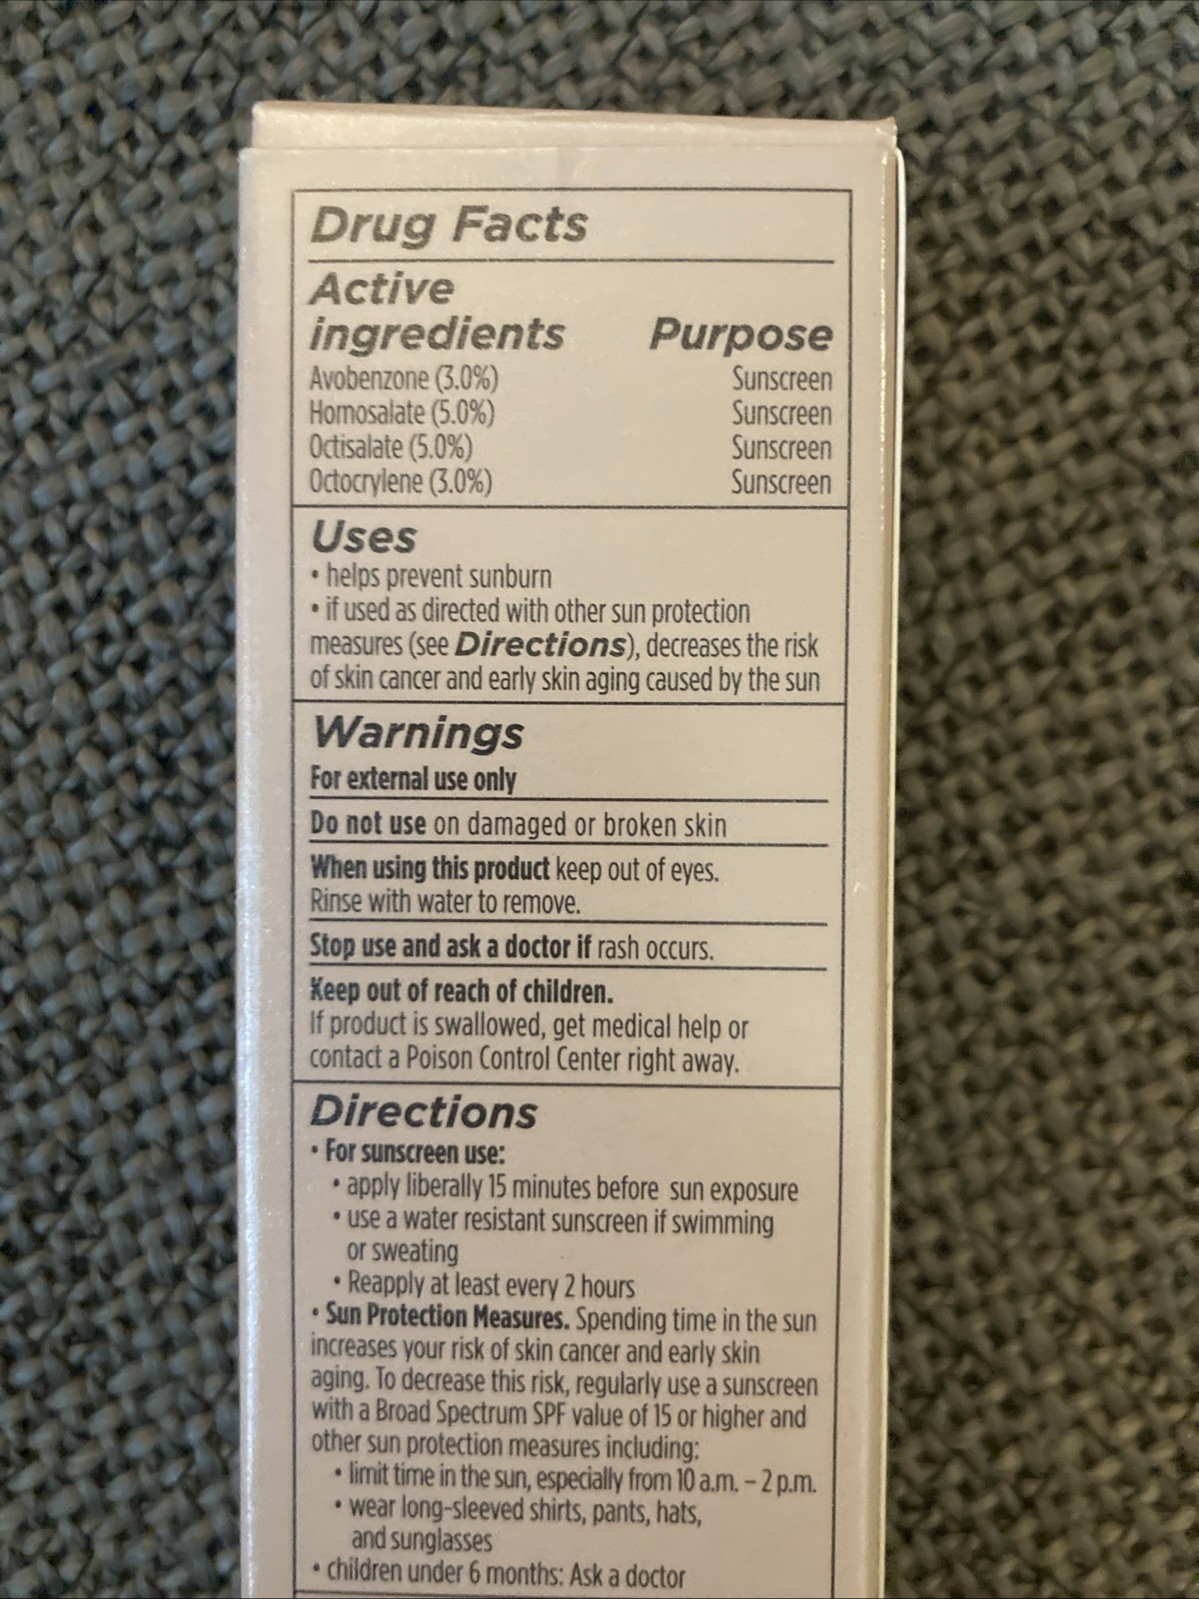 Drug Facts
Active
ingredients Purpose
Avobenzone (3.0%) Sunscreen
Homosalate (5.0%) Sunscreen
Octisalate (5.0%) Sunscreen
Octocrylene (3.0%) Sunscreen
Uses
• helps prevent sunburn
• if used as directed with other sun protection
measures (see Directions), decreases the risk
of skin cancer and early skin aging caused by the sun
Warnings
For external use only
Do not use on damaged or broken skin
When using this product keep out of eyes.
Rinse with water to remove.
Stop use and ask a doctor if rash occurs.
Keep out of reach of children.
If product is swallowed, get medical help or
contact a Poison Control Center right away.
Directions
• For sunscreen use:
• apply liberally 15 minutes before sun exposure
• use a water resistant sunscreen if swimming
or sweating
• Reapply at least every 2 hours
• Sun Protection Measures. Spending time in the sun
increases your risk of skin cancer and early skin
aging. To decrease this risk, regularly use a sunscreen
with a Broad Spectrum SPF value of 15 or higher and
other sun protection measures including:
• limit time in the sun, especially from 10 a.m. – 2 p.m.
• wear long-sleeved shirts, pants, hats,
and sunglasses
• children under 6 months: Ask a doctor